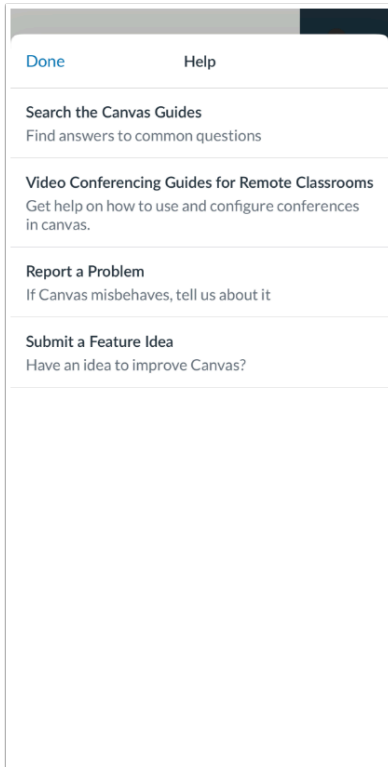 Done
Help
Search the Canvas Guides
Find answers to common questions
Video Conferencing Guides for Remote Classrooms
Get help on how to use and configure conferences
in canvas.
Report a Problem
If Canvas misbehaves, tell us about it
Submit a Feature Idea
Have an idea to improve Canvas?